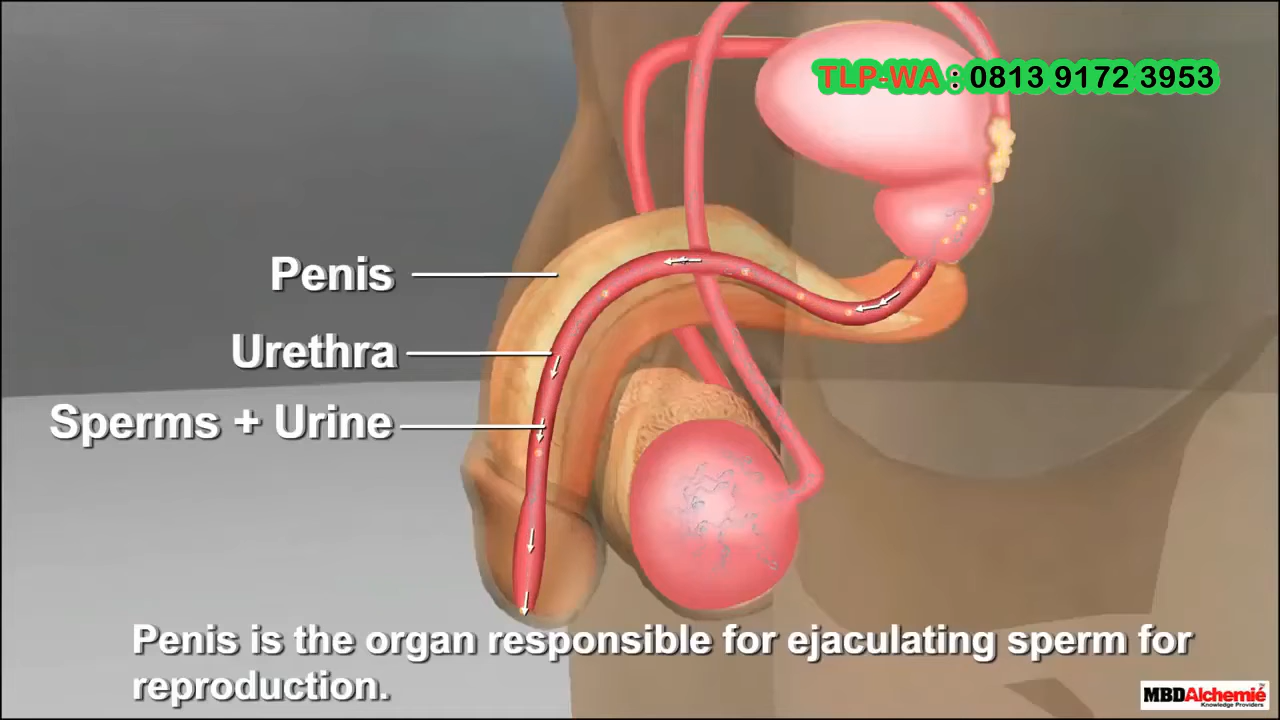 TLP-WA : 0813 9172 3953
Penis
Urethra
Sperms + Urine
Penis is the organ responsible for ejaculating sperm for
reproduction.
MBDAlchemie
Knowledge Providers